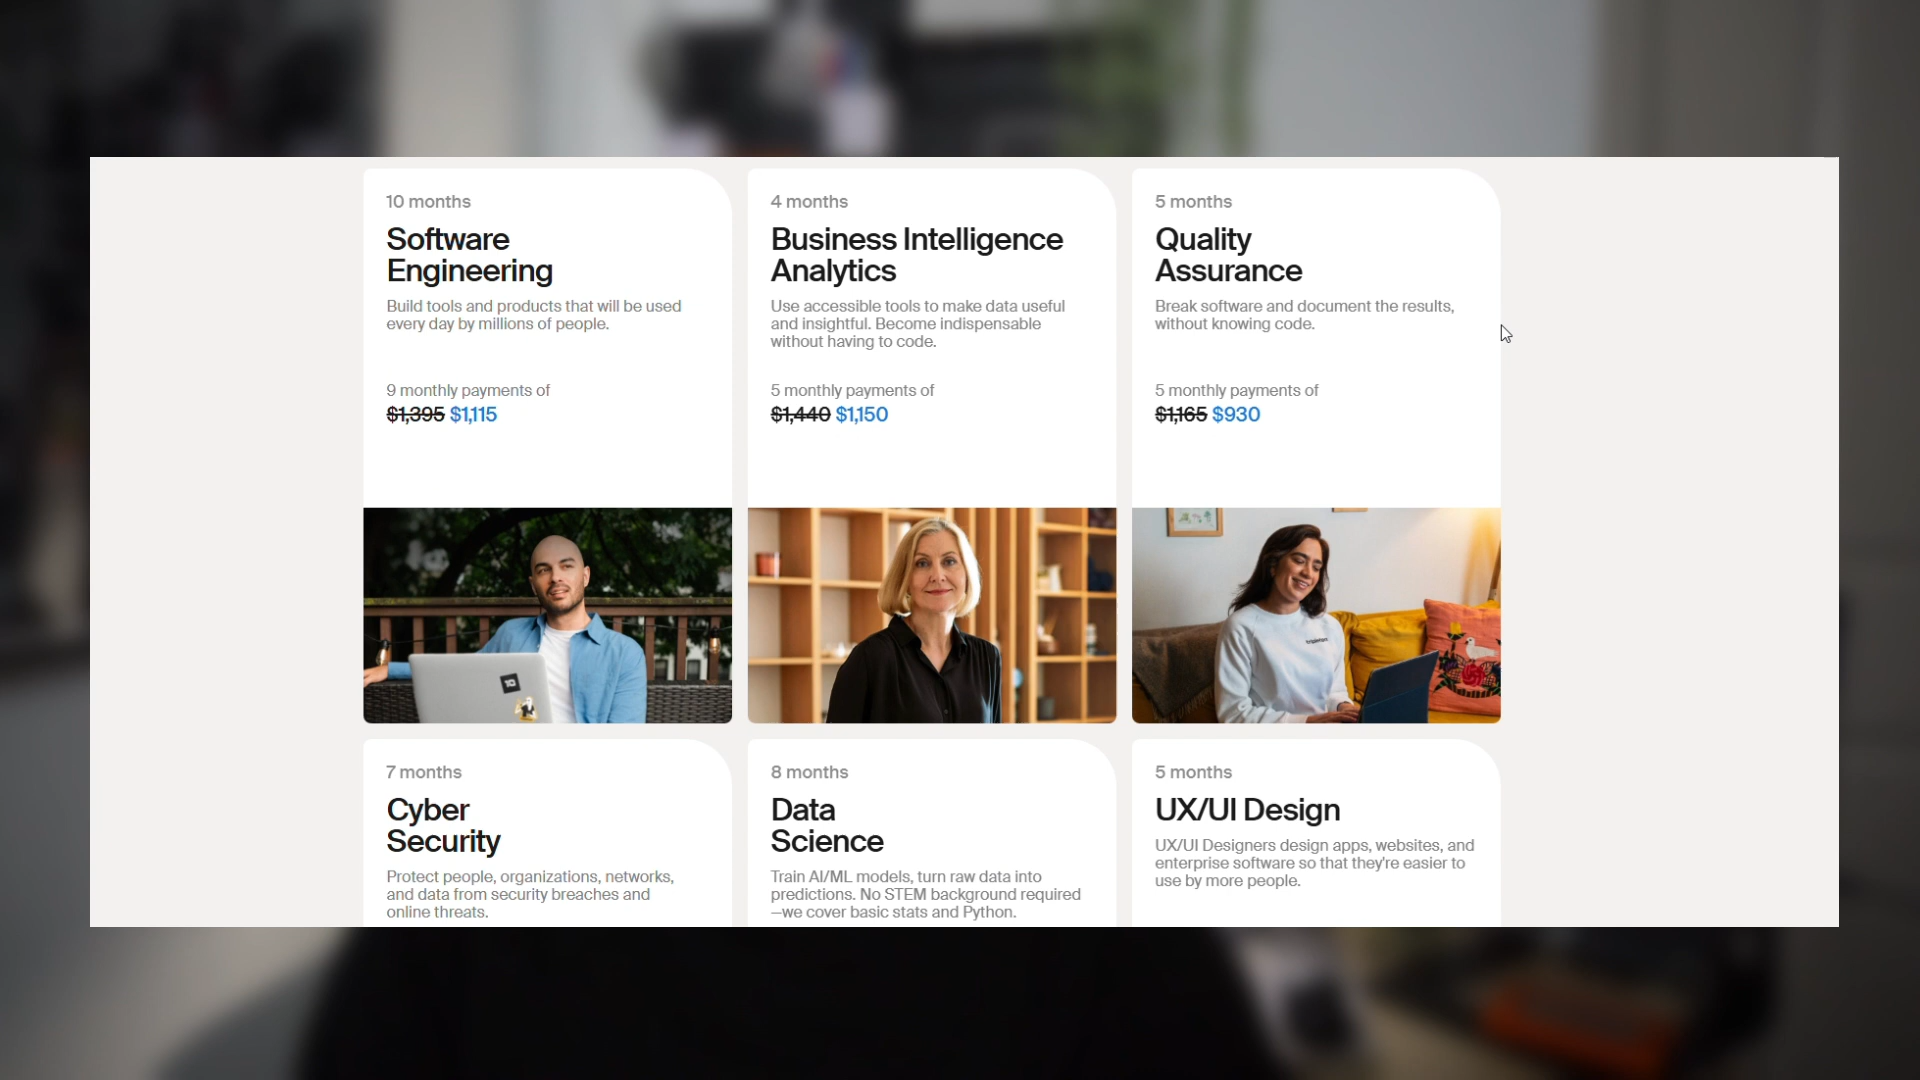 10 months
Software
Engineering
Build tools and products that will be used
every day by millions of people.
9 monthly payments of
$1,395 $1,115
4 months
Business Intelligence
Analytics
Use accessible tools to make data useful
and insightful. Become indispensable
without having to code.
5 monthly payments of
$1,440 $1,150
5 months
Quality
Assurance
Break software and document the results,
without knowing code.
5 monthly payments of
$1,165 $930
7 months
Cyber
Security
Protect people, organizations, networks,
and data from security breaches and
online threats.
8 months
Data
Science
Train AI/ML models, turn raw data into
predictions. No STEM background required
—we cover basic stats and Python.
5 months
UX/UI Design
UX/UI Designers design apps, websites, and
enterprise software so that they're easier to
use by more people.